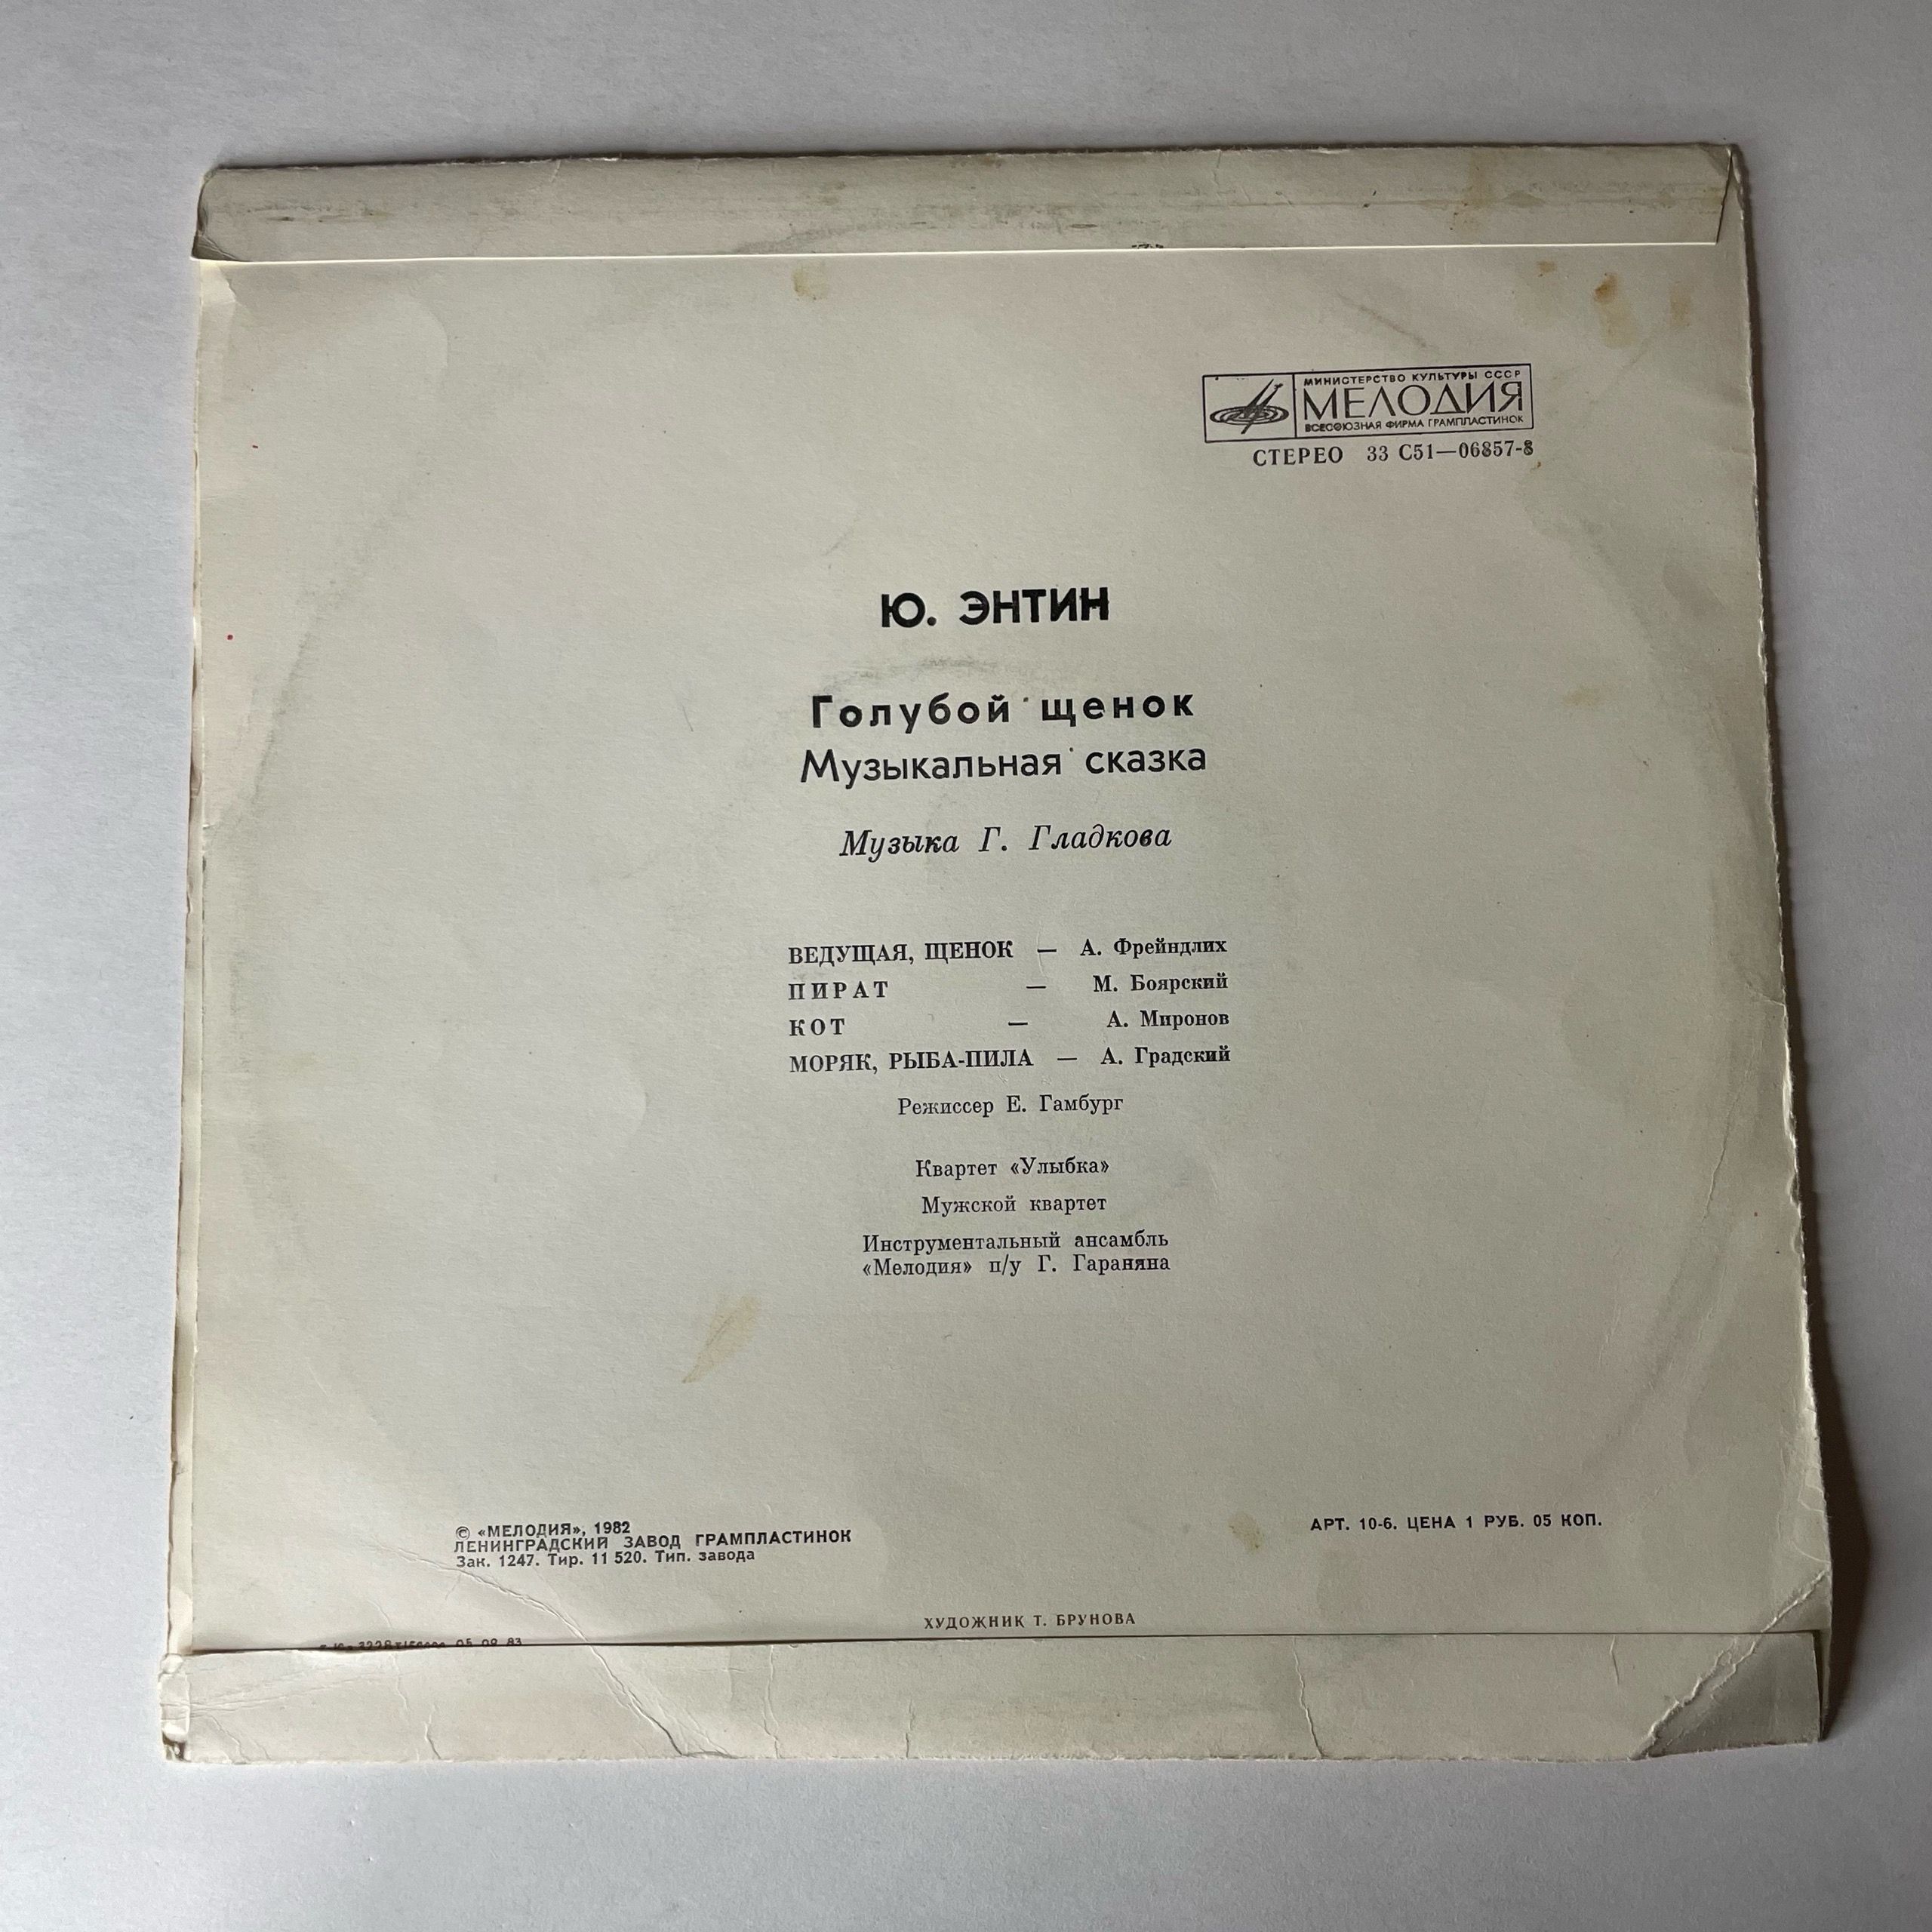 МИНИСТЕРСТВО КУЛЬТУРЫ СССР
МЕЛОДИЯ
ВСЕСОЮЗНАЯ ФИРМА ГРАМПЛАСТИНОК
СТЕРЕО 33 С51—06857-8
Ю. ЭНТИН
Голубой щенок
Музыкальная сказка
Музыка Г. Гладкова
ВЕДУЩАЯ, ЩЕНОК — А. Фрейндлих
ПИРАТ — М. Боярский
КОТ — А. Миронов
МОРЯК, РЫБА-ПИЛА — А. Градский
Режиссер Е. Гамбург
Квартет «Улыбка»
Мужской квартет
Инструментальный ансамбль
«Мелодия» п/у Г. Гараняна
© «МЕЛОДИЯ», 1982
ЛЕНИНГРАДСКИЙ ЗАВОД ГРАМПЛАСТИНОК
Зак. 1247. Тир. 11 520. Тип. завода
АРТ. 10-6. ЦЕНА 1 РУБ. 05 КОП.
ХУДОЖНИК Т. БРУНОВА